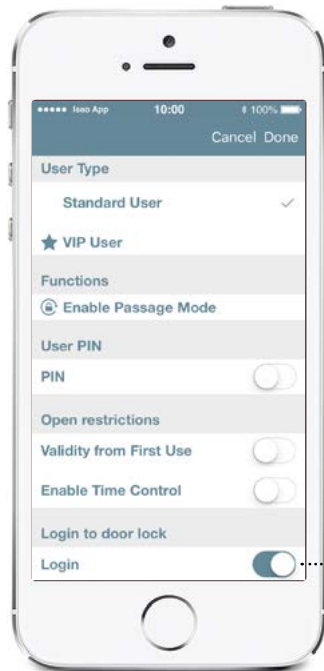 Iseo App 10:00 100%
Cancel Done
User Type
Standard User
VIP User
Functions
Enable Passage Mode
User PIN
PIN
Open restrictions
Validity from First Use
Enable Time Control
Login to door lock
Login